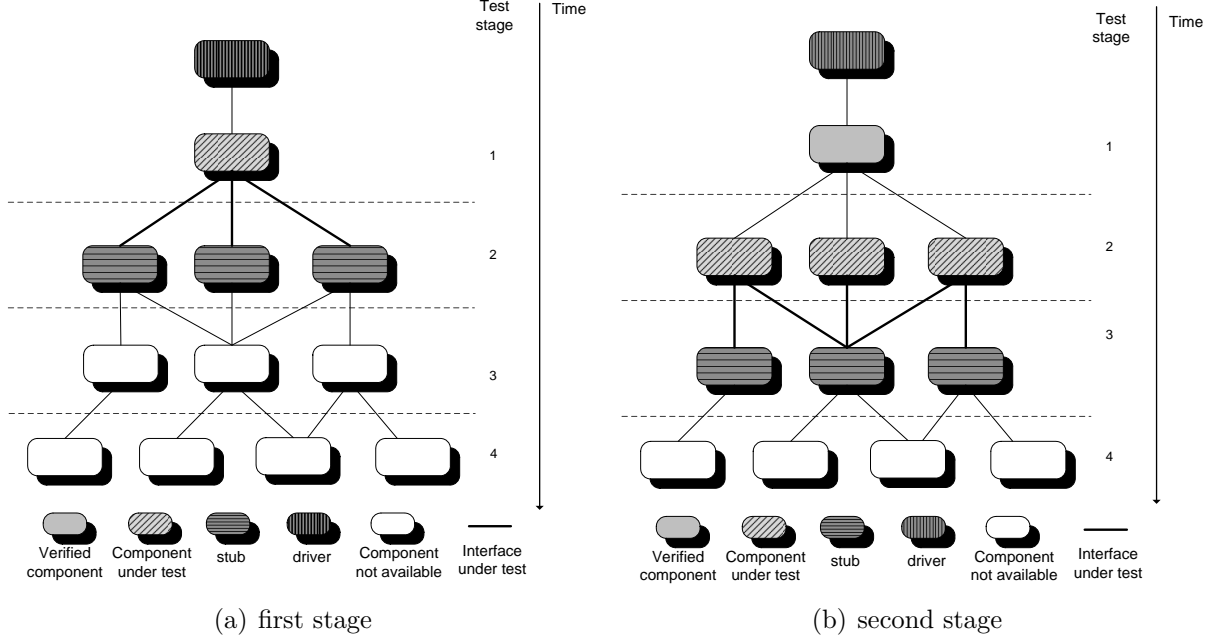 Test
stage
Time
1
2
3
4
Verified
component
Component
under test
stub
driver
Component
not available
Interface
under test
(a) first stage
Test
stage
Time
1
2
3
4
Verified
component
Component
under test
stub
driver
Component
not available
Interface
under test
(b) second stage